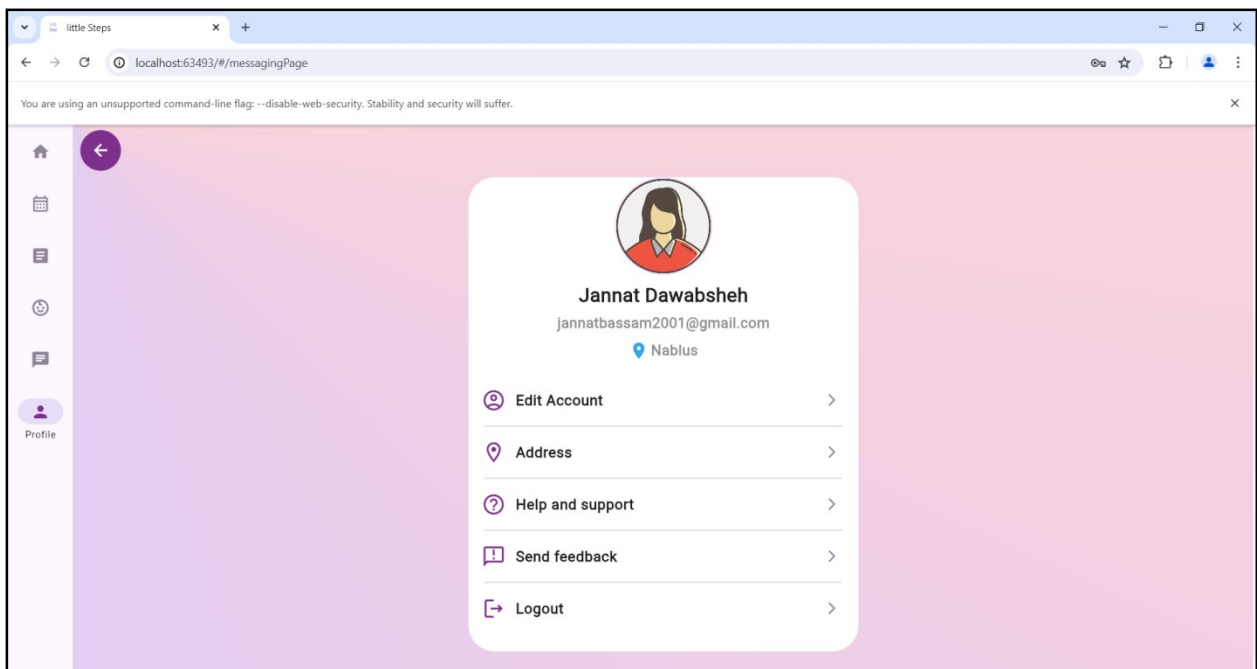 little Steps
localhost:63493/#/messagingPage
You are using an unsupported command-line flag: --disable-web-security. Stability and security will suffer.
Jannat Dawabsheh
jannatbassam2001@gmail.com
Nablus
Edit Account
Profile
Address
Help and support
Send feedback
Logout